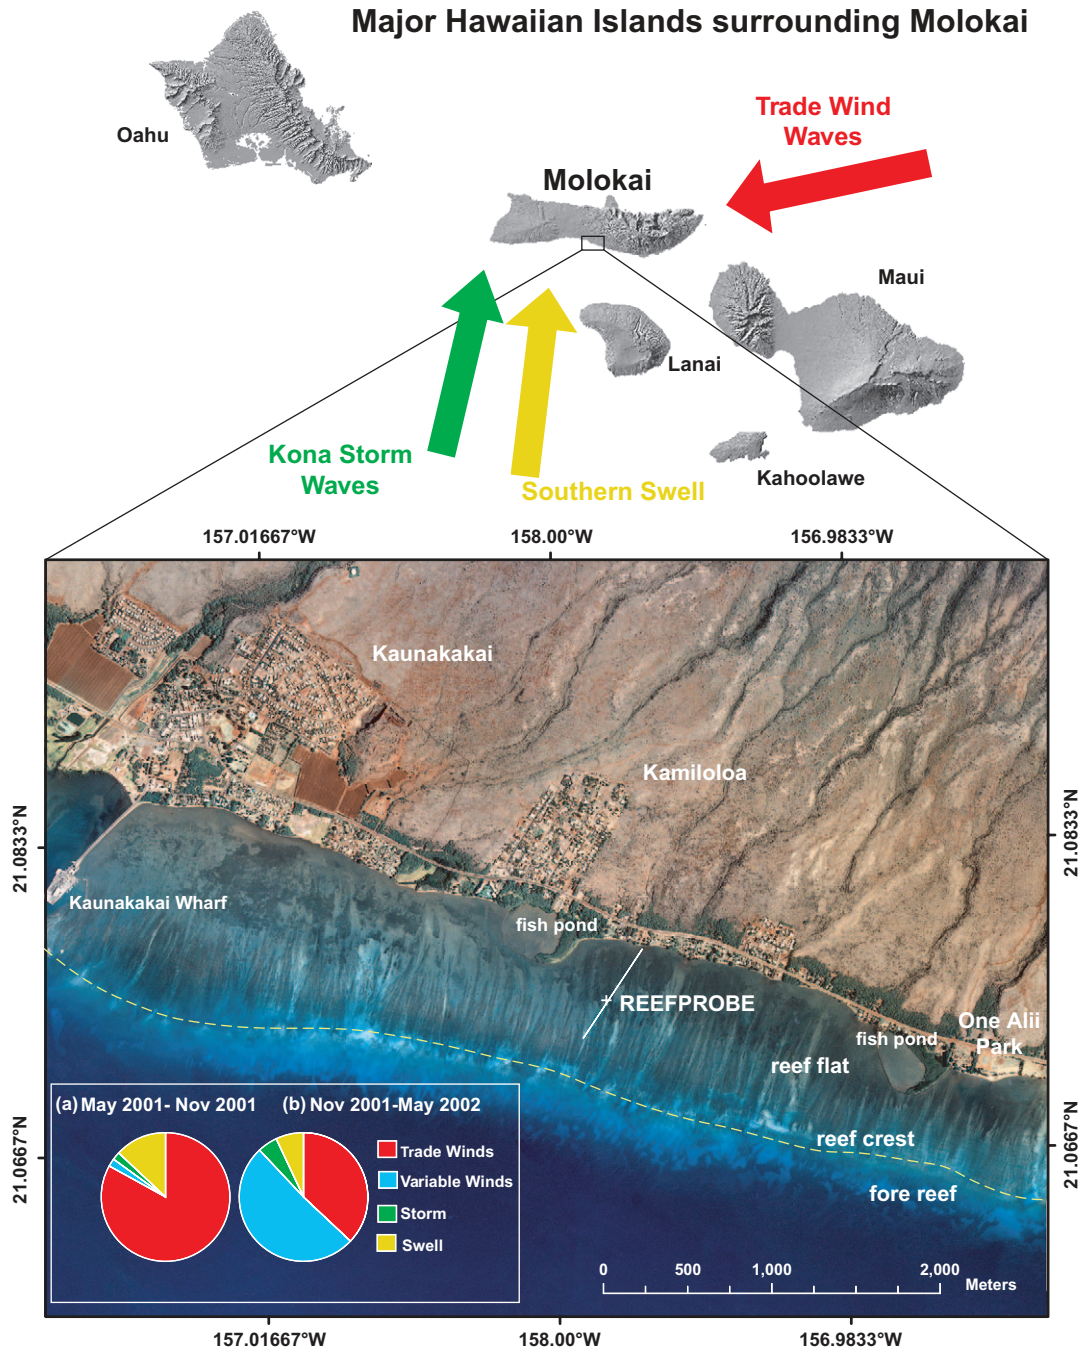 Major Hawaiian Islands surrounding Molokai
Oahu
Trade Wind
Waves
Molokai
Maui
Lanai
Kahoolawe
Kona Storm
Waves
Southern Swell
157.01667°W
158.00°W
156.9833°W
Kaunakakai
Kamiloloa
21.0833°N
21.0833°N
Kaunakakai Wharf
fish pond
REEFPROBE
One Alii
Park
fish pond
reef flat
reef crest
fore reef
21.0667°N
21.0667°N
(a) May 2001- Nov 2001
(b) Nov 2001-May 2002
Trade Winds
Variable Winds
Storm
Swell
0 500 1,000 2,000
Meters
157.01667°W
158.00°W
156.9833°W